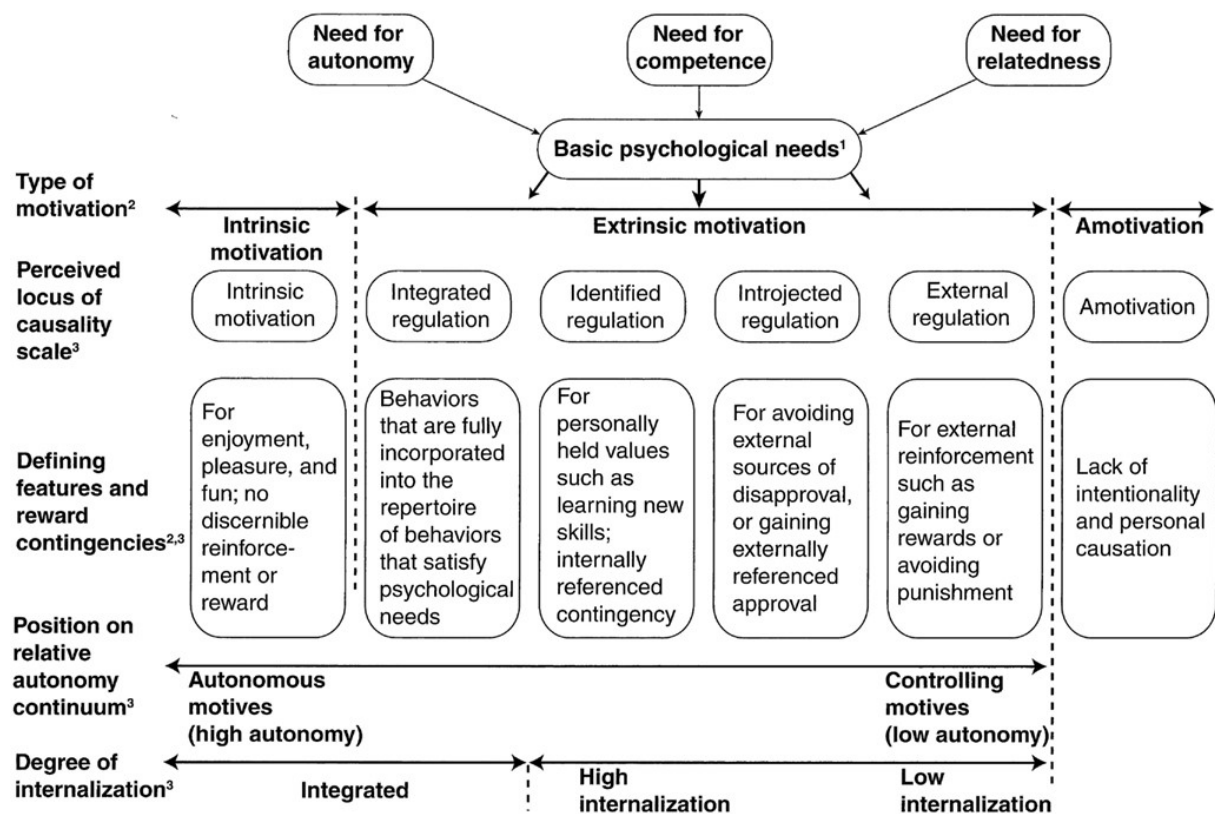 Need for
autonomy
Need for
competence
Need for
relatedness
Basic psychological needs¹
Type of
motivation²
Intrinsic
motivation
Extrinsic motivation
Amotivation
Perceived
locus of
causality
scale³
Intrinsic
motivation
Integrated
regulation
Identified
regulation
Introjected
regulation
External
regulation
Amotivation
Defining
features and
reward
contingencies²,³
For
enjoyment,
pleasure, and
fun; no
discernible
reinforce-
ment or
reward
Behaviors
that are fully
incorporated
into the
repertoire
of behaviors
that satisfy
psychological
needs
For
personally
held values
such as
learning new
skills;
internally
referenced
contingency
For avoiding
external
sources of
disapproval,
or gaining
externally
referenced
approval
For external
reinforcement
such as
gaining
rewards or
avoiding
punishment
Lack of
intentionality
and personal
causation
Position on
relative
autonomy
continuum³
Autonomous
motives
(high autonomy)
Controlling
motives
(low autonomy)
Degree of
internalization³
Integrated
High
internalization
Low
internalization